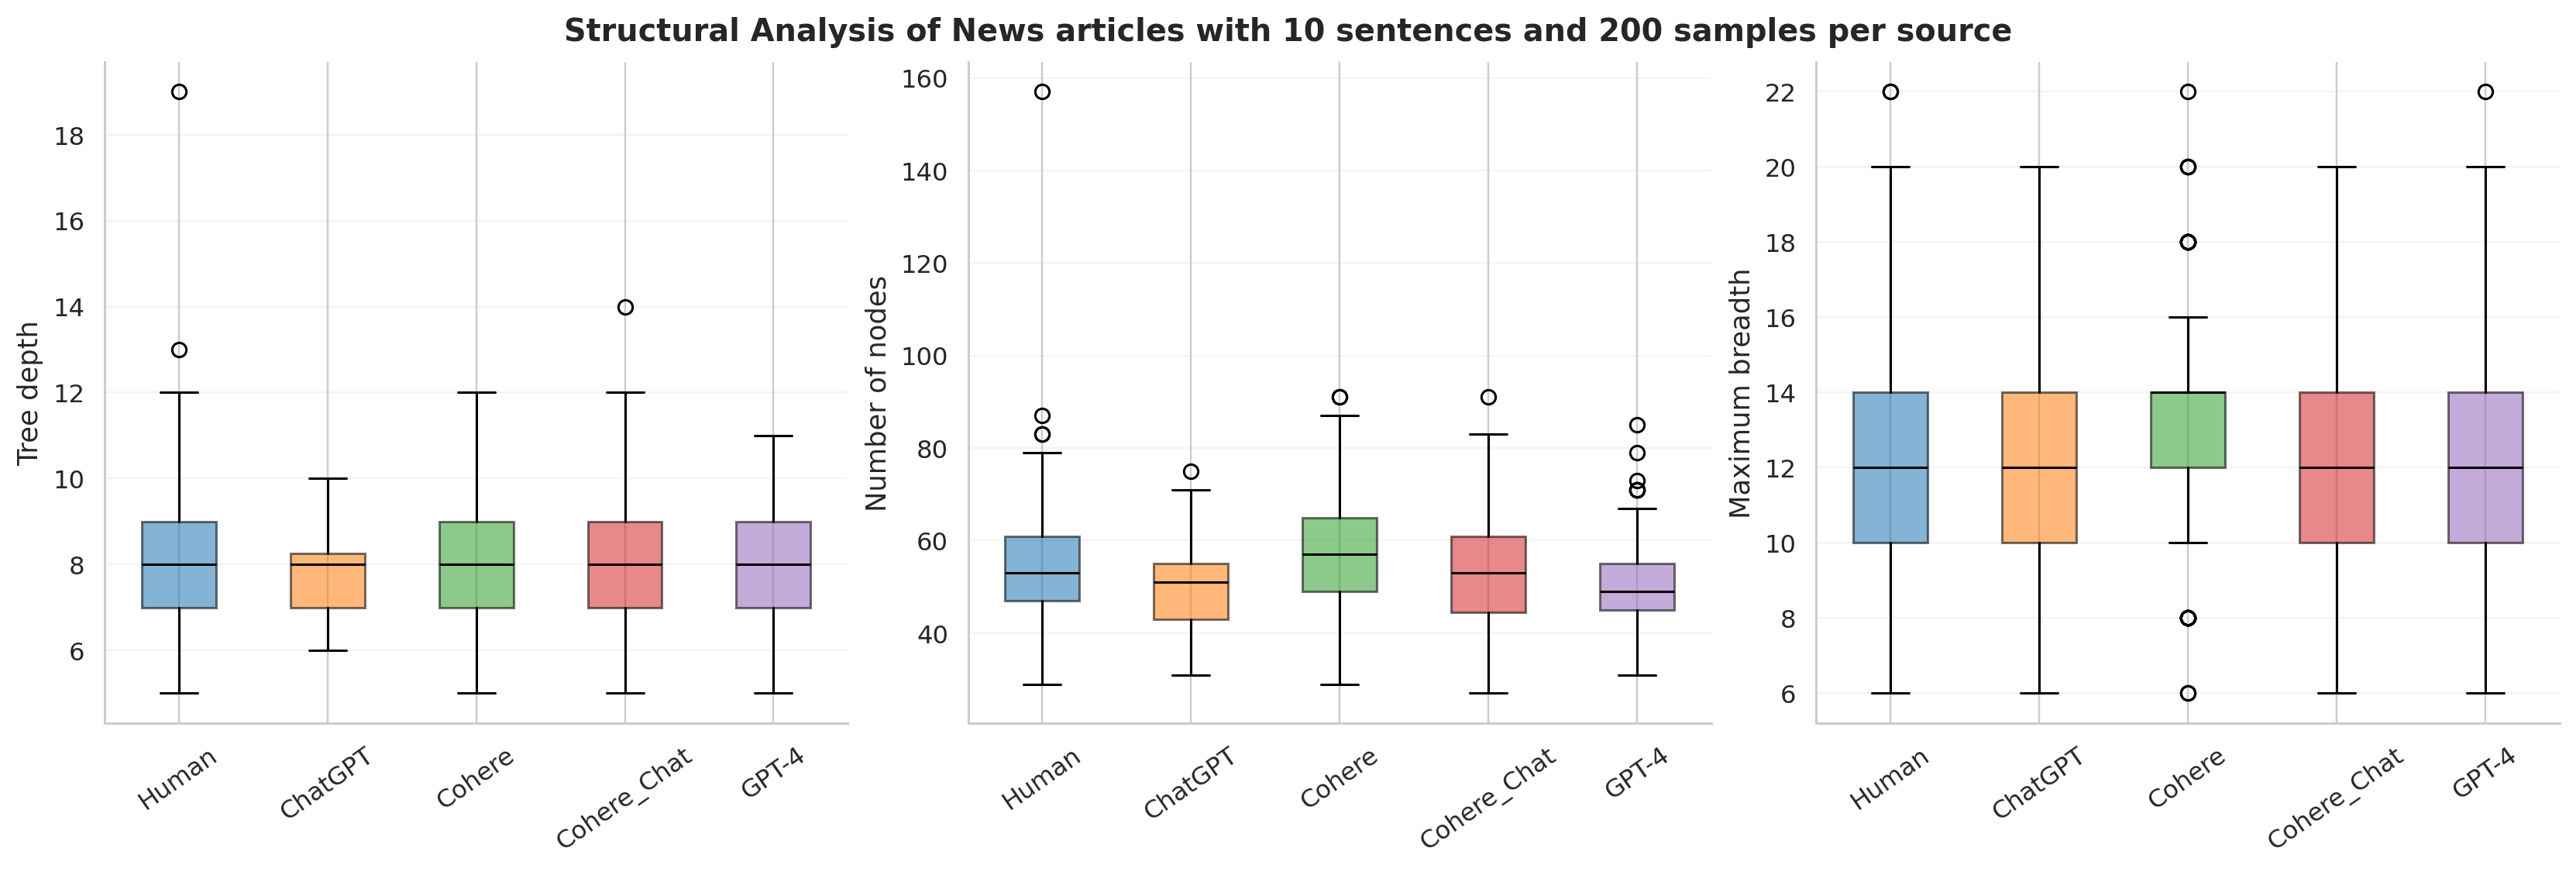 Structural Analysis of News articles with 10 sentences and 200 samples per source
Tree depth
18
16
14
12
10
8
6
Human
ChatGPT
Cohere
Cohere_Chat
GPT-4
Number of nodes
160
140
120
100
80
60
40
Human
ChatGPT
Cohere
Cohere_Chat
GPT-4
Maximum breadth
22
20
18
16
14
12
10
8
6
Human
ChatGPT
Cohere
Cohere_Chat
GPT-4